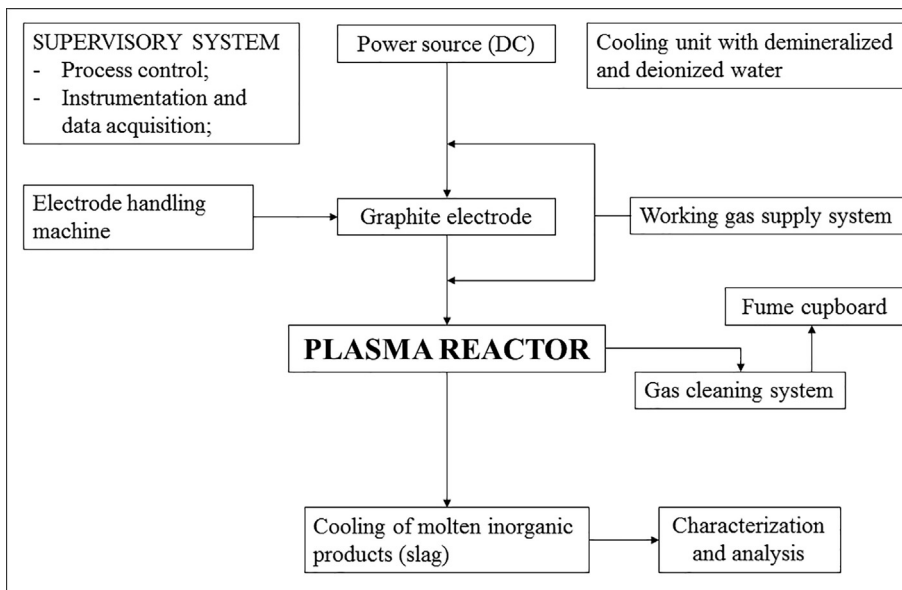 SUPERVISORY SYSTEM
- Process control;
- Instrumentation and
data acquisition;
Power source (DC)
Cooling unit with demineralized
and deionized water
Electrode handling
machine
Graphite electrode
Working gas supply system
Fume cupboard
PLASMA REACTOR
Gas cleaning system
Cooling of molten inorganic
products (slag)
Characterization
and analysis